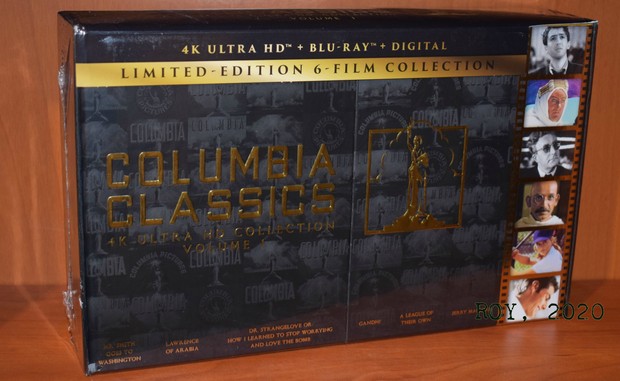 4K ULTRA HD™ + BLU-RAY™ + DIGITAL
LIMITED-EDITION 6-FILM COLLECTION
COLUMBIA
CLASSICS
4K ULTRA HD COLLECTION
VOLUME 1
MR. SMITH
GOES TO
WASHINGTON
LAWRENCE
OF ARABIA
DR. STRANGELOVE OR:
HOW I LEARNED TO STOP WORRYING
AND LOVE THE BOMB
GANDHI
A LEAGUE OF
THEIR OWN
JERRY
ROY, 2020